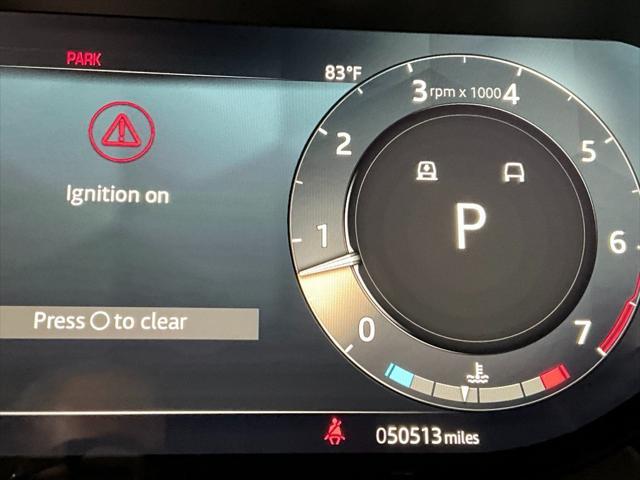 PARK
83°F
3 rpm x 1000 4
2 5
Ignition on
P
1 6
Press O to clear
0 7
050513 miles